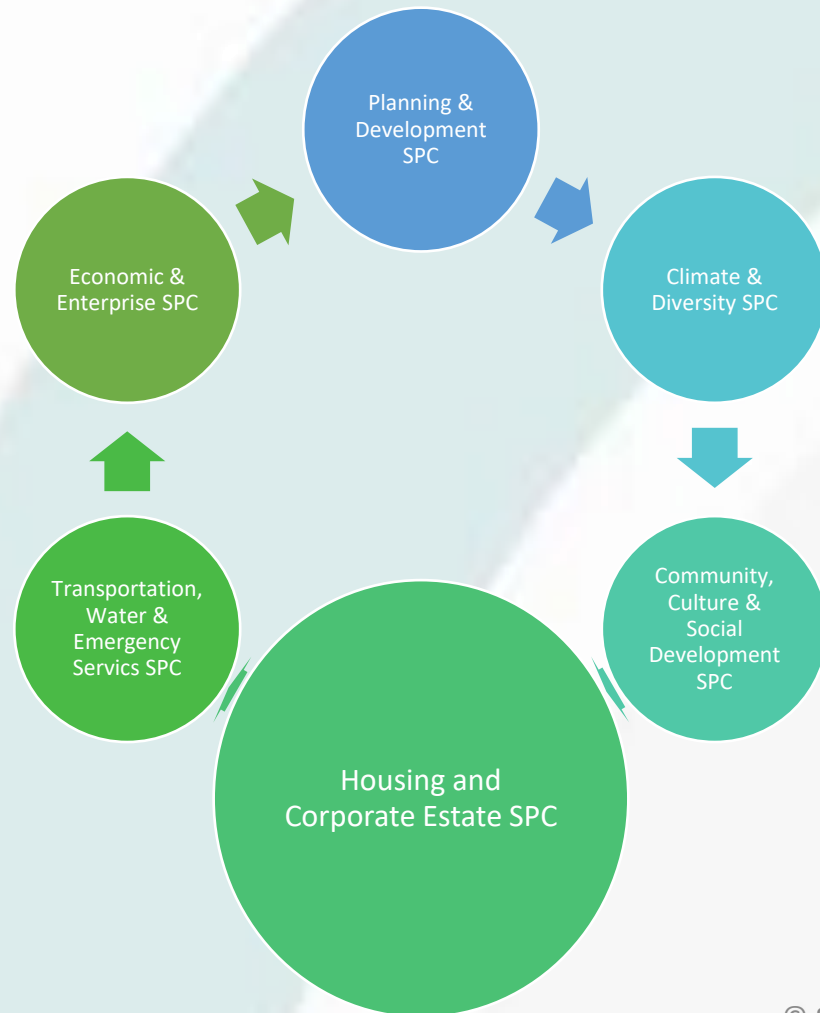 Planning &
Development
SPC
Economic &
Enterprise SPC
Climate &
Diversity SPC
Transportation,
Water &
Emergency
Servics SPC
Community,
Culture &
Social
Development
SPC
Housing and
Corporate Estate SPC